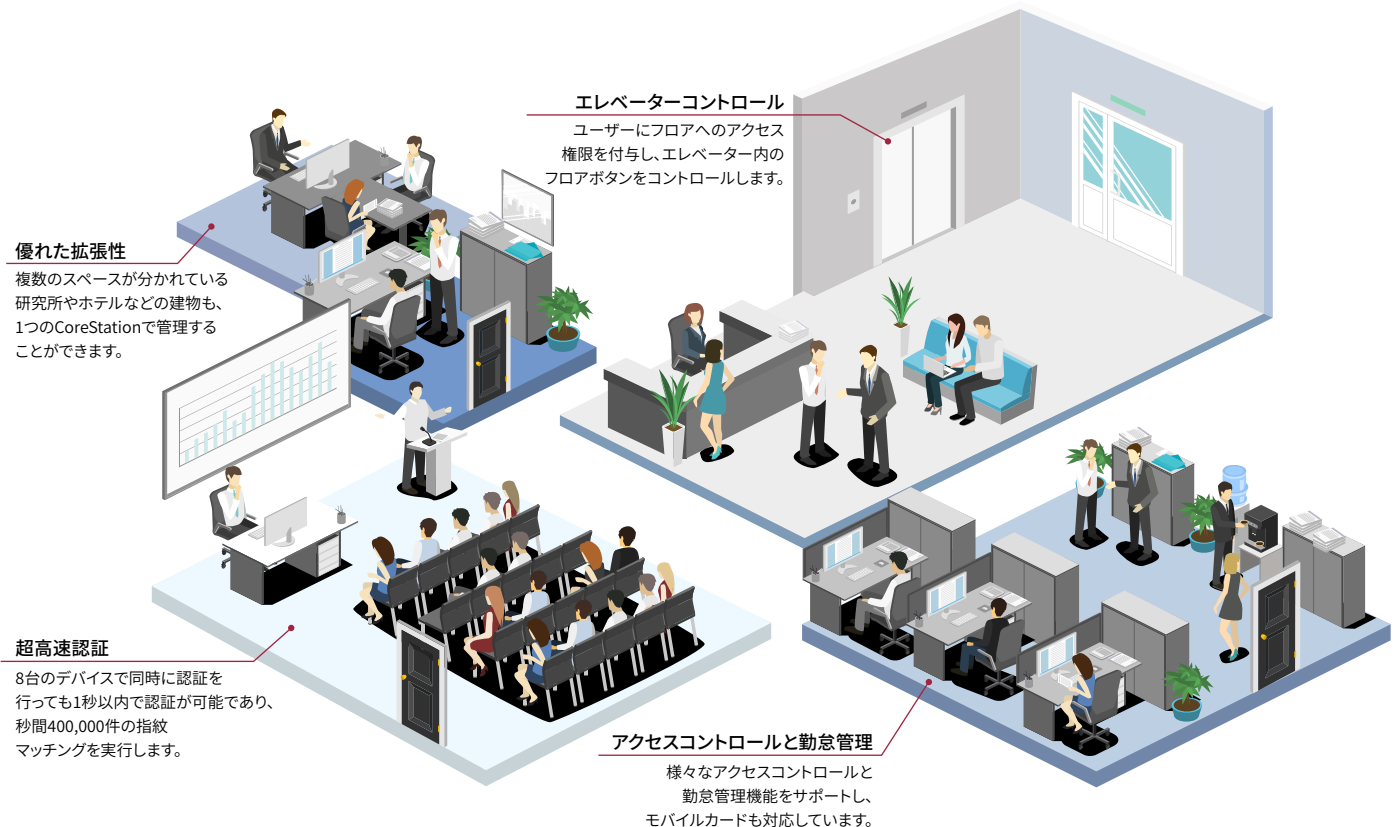 エレベーターコントロール
ユーザーにフロアへのアクセス
権限を付与し、エレベーター内の
フロアボタンをコントロールします。
優れた拡張性
複数のスペースが分かれている
研究所やホテルなどの建物も、
1つのCoreStationで管理する
ことができます。
超高速認証
8台のデバイスで同時に認証を
行っても1秒以内で認証が可能であり、
秒間400,000件の指紋
マッチングを実行します。
アクセスコントロールと勤怠管理
様々なアクセスコントロールと
勤怠管理機能をサポートし、
モバイルカードも対応しています。